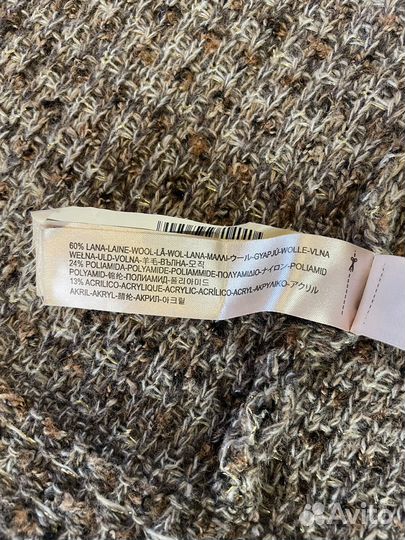 60% LANA-LAINE-WOOL-LÃ-WOL-LANA-ΜΑΛΛΙ-ウール-GYAPJÚ-WOLLE-VLNA
WEŁNA-ULD-VOLNA-羊毛-ВЪЛНА-모직
24% POLIAMIDA-POLYAMIDE-POLIAMMIDE-ΠΟΛΥΑΜΙΔΙΟ-ナイロン-POLIAMID
POLYAMID-锦纶-ПОЛИАМИД-폴리아미드
13% ACRILICO-ACRYLIQUE-ACRYLIC-ACRÍLICO-ACRYL-ΑΚΡΥΛΙΚΟ-アクリル
AKRIL-AKRYL-腈纶-АКРИЛ-아크릴
Avito